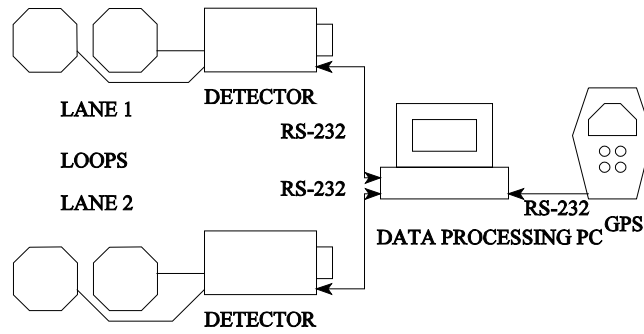 DETECTOR
LANE 1
RS-232
LOOPS
RS-232
LANE 2
RS-232
GPS
DATA PROCESSING PC
DETECTOR